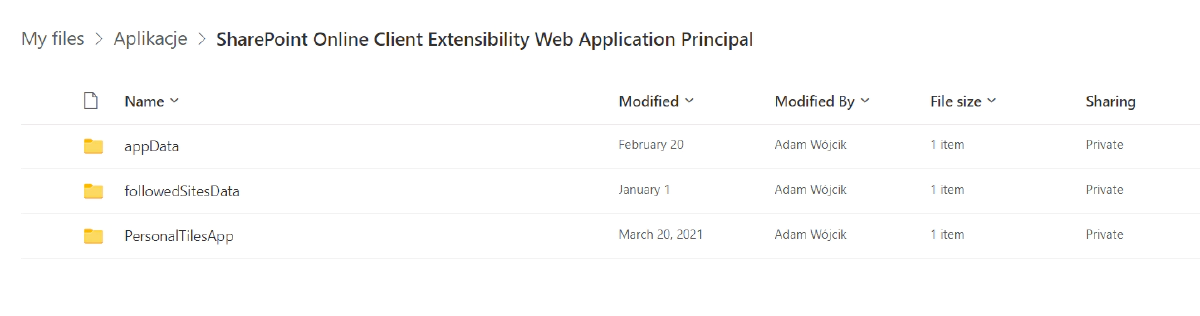 My files > Aplikacje > SharePoint Online Client Extensibility Web Application Principal
Name Modified Modified By File size Sharing
appData February 20 Adam Wójcik 1 item Private
followedSitesData January 1 Adam Wójcik 1 item Private
PersonalTilesApp March 20, 2021 Adam Wójcik 1 item Private